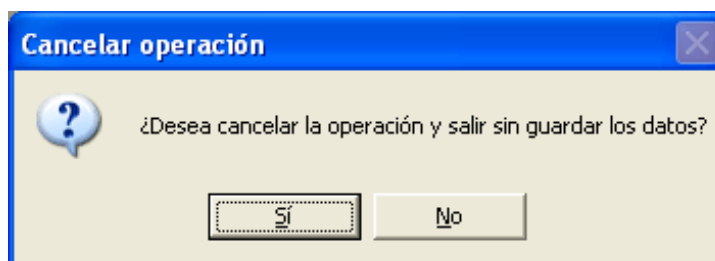 Cancelar operación
¿Desea cancelar la operación y salir sin guardar los datos?
Sí
No